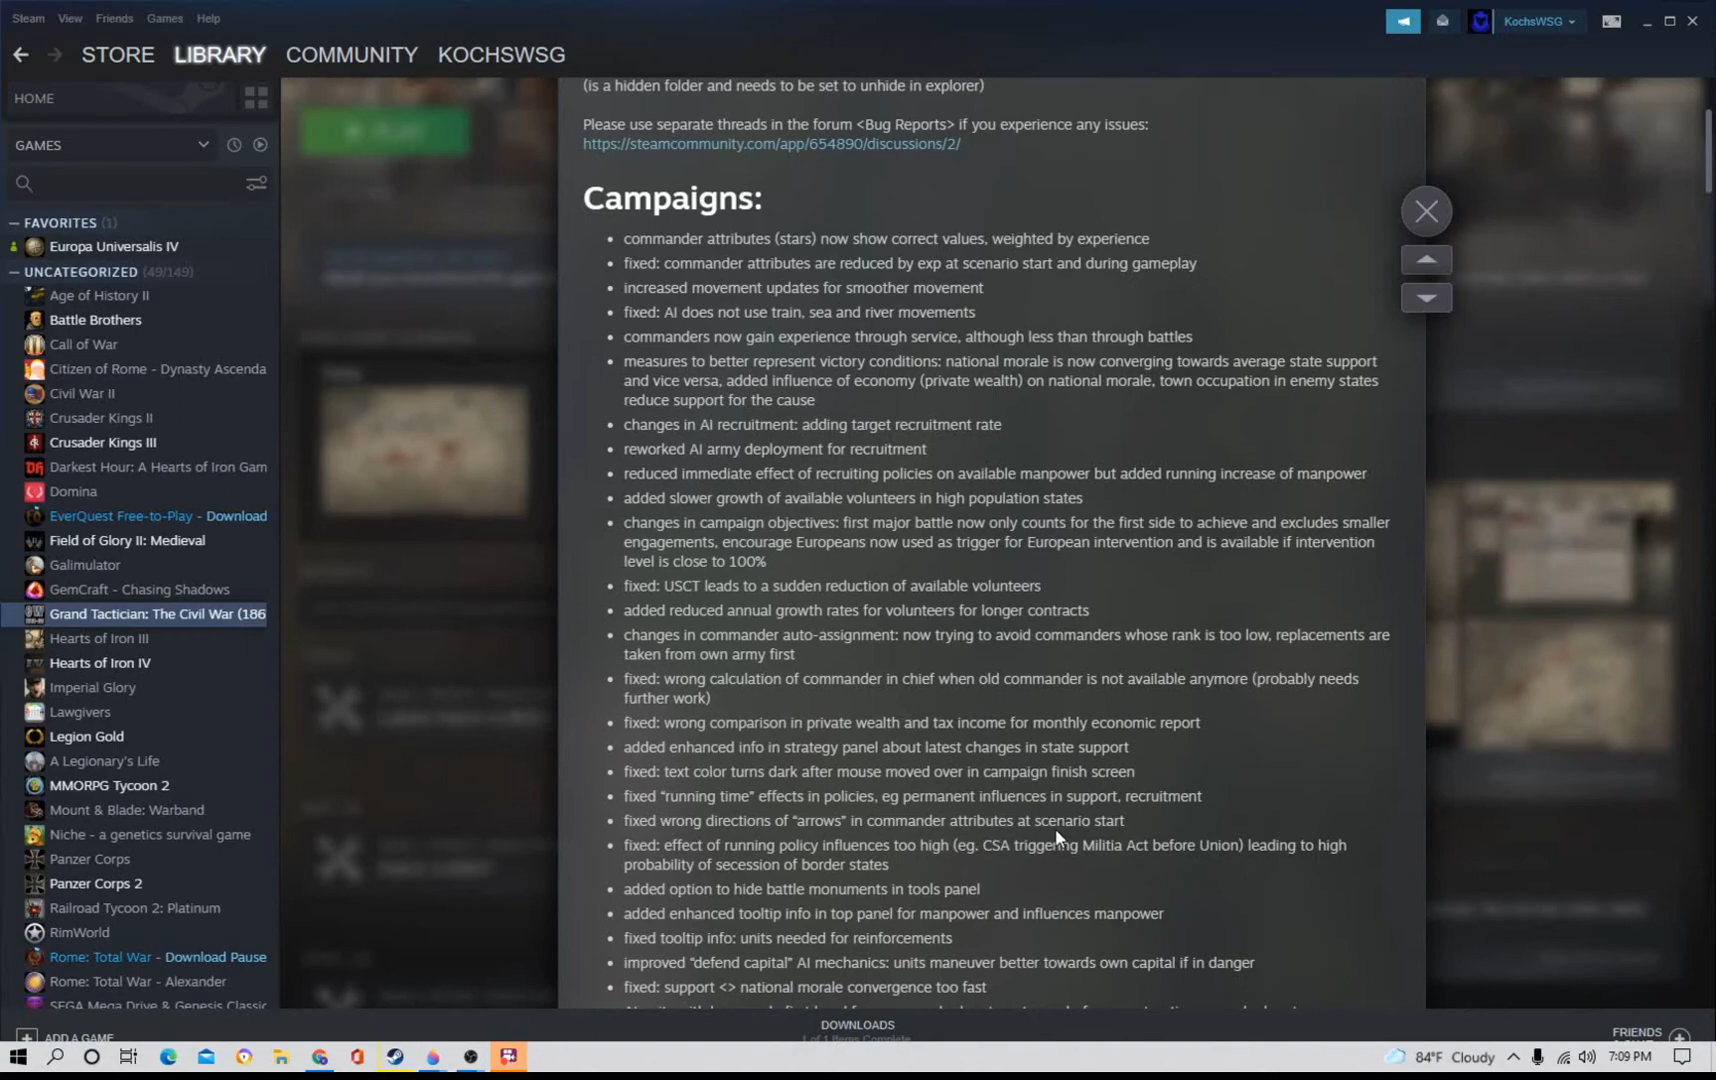 Steam View Friends Games Help
KochsWSG
STORE LIBRARY COMMUNITY KOCHSWSG
HOME
GAMES
FAVORITES (1)
Europa Universalis IV
UNCATEGORIZED (49/149)
Age of History II
Battle Brothers
Call of War
Citizen of Rome - Dynasty Ascenda
Civil War II
Crusader Kings II
Crusader Kings III
Darkest Hour: A Hearts of Iron Gam
Domina
EverQuest Free-to-Play - Download
Field of Glory II: Medieval
Galimulator
GemCraft - Chasing Shadows
Grand Tactician: The Civil War (186
Hearts of Iron III
Hearts of Iron IV
Imperial Glory
Lawgivers
Legion Gold
A Legionary's Life
MMORPG Tycoon 2
Mount & Blade: Warband
Niche - a genetics survival game
Panzer Corps
Panzer Corps 2
Railroad Tycoon 2: Platinum
RimWorld
Rome: Total War - Download Pause
Rome: Total War - Alexander
SEGA Mega Drive & Genesis Classic
ADD A GAME
(is a hidden folder and needs to be set to unhide in explorer)
Please use separate threads in the forum <Bug Reports> if you experience any issues:
https://steamcommunity.com/app/654890/discussions/2/
Campaigns:
• commander attributes (stars) now show correct values, weighted by experience
• fixed: commander attributes are reduced by exp at scenario start and during gameplay
• increased movement updates for smoother movement
• fixed: AI does not use train, sea and river movements
• commanders now gain experience through service, although less than through battles
• measures to better represent victory conditions: national morale is now converging towards average state support
and vice versa, added influence of economy (private wealth) on national morale, town occupation in enemy states
reduce support for the cause
• changes in AI recruitment: adding target recruitment rate
• reworked AI army deployment for recruitment
• reduced immediate effect of recruiting policies on available manpower but added running increase of manpower
• added slower growth of available volunteers in high population states
• changes in campaign objectives: first major battle now only counts for the first side to achieve and excludes smaller
engagements, encourage Europeans now used as trigger for European intervention and is available if intervention
level is close to 100%
• fixed: USCT leads to a sudden reduction of available volunteers
• added reduced annual growth rates for volunteers for longer contracts
• changes in commander auto-assignment: now trying to avoid commanders whose rank is too low, replacements are
taken from own army first
• fixed: wrong calculation of commander in chief when old commander is not available anymore (probably needs
further work)
• fixed: wrong comparison in private wealth and tax income for monthly economic report
• added enhanced info in strategy panel about latest changes in state support
• fixed: text color turns dark after mouse moved over in campaign finish screen
• fixed “running time” effects in policies, eg permanent influences in support, recruitment
• fixed wrong directions of “arrows” in commander attributes at scenario start
• fixed: effect of running policy influences too high (eg. CSA triggering Militia Act before Union) leading to high
probability of secession of border states
• added option to hide battle monuments in tools panel
• added enhanced tooltip info in top panel for manpower and influences manpower
• fixed tooltip info: units needed for reinforcements
• improved “defend capital” AI mechanics: units maneuver better towards own capital if in danger
• fixed: support <> national morale convergence too fast
DOWNLOADS
1 of 1 Items Complete
FRIENDS
84°F Cloudy
7:09 PM